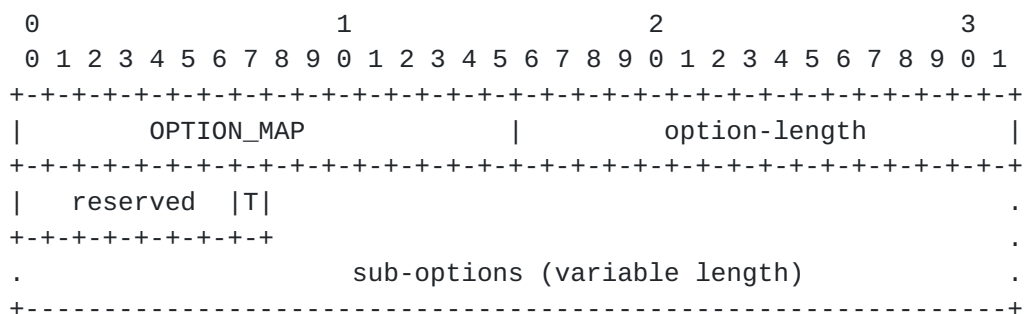 0                   1                   2                   3
 0 1 2 3 4 5 6 7 8 9 0 1 2 3 4 5 6 7 8 9 0 1 2 3 4 5 6 7 8 9 0 1
+-+-+-+-+-+-+-+-+-+-+-+-+-+-+-+-+-+-+-+-+-+-+-+-+-+-+-+-+-+-+-+-+
|        OPTION_MAP             |         option-length         |
+-+-+-+-+-+-+-+-+-+-+-+-+-+-+-+-+-+-+-+-+-+-+-+-+-+-+-+-+-+-+-+-+
|   reserved  |T|                                               .
+-+-+-+-+-+-+-+-+                                               .
.                     sub-options (variable length)             .
+---------------------------------------------------------------+